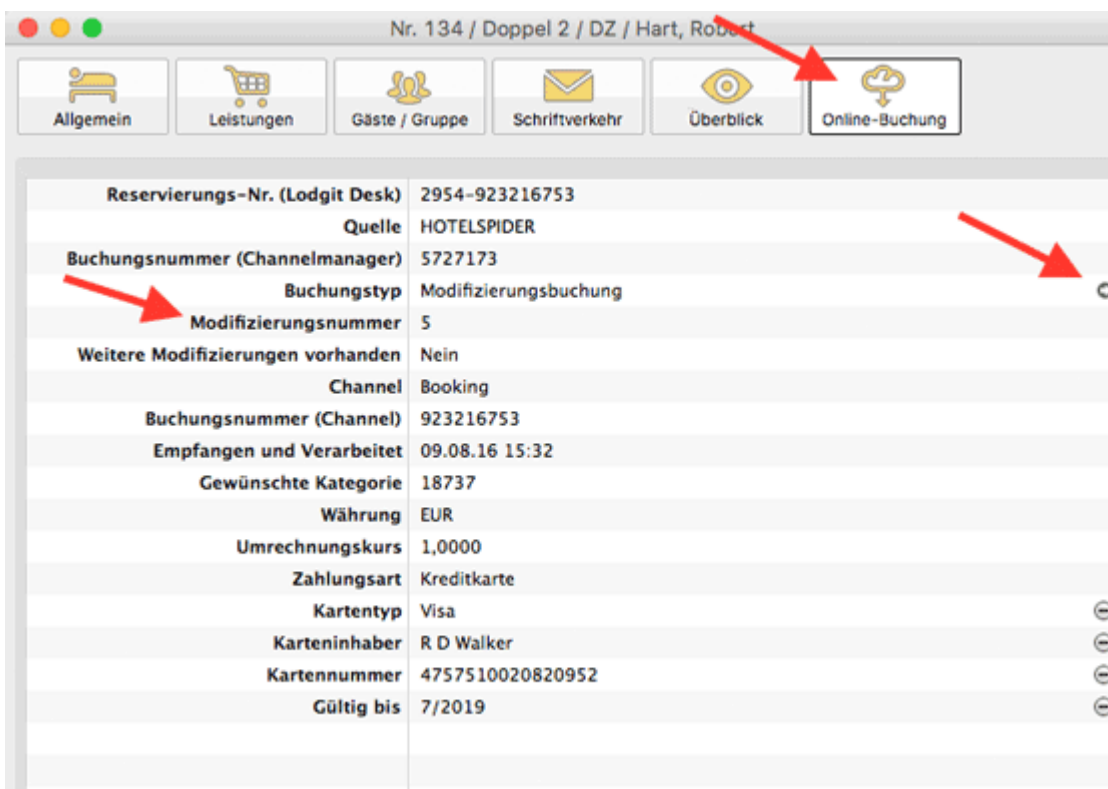 Nr. 134 / Doppel 2 / DZ / Hart, Robert
Allgemein Leistungen Gäste / Gruppe Schriftverkehr Überblick Online-Buchung
Reservierungs-Nr. (Lodgit Desk) 2954-923216753
Quelle HOTELSPIDER
Buchungsnummer (Channelmanager) 5727173
Buchungstyp Modifizierungsbuchung
Modifizierungsnummer 5
Weitere Modifizierungen vorhanden Nein
Channel Booking
Buchungsnummer (Channel) 923216753
Empfangen und Verarbeitet 09.08.16 15:32
Gewünschte Kategorie 18737
Währung EUR
Umrechnungskurs 1,0000
Zahlungsart Kreditkarte
Kartentyp Visa
Karteninhaber R D Walker
Kartennummer 4757510020820952
Gültig bis 7/2019